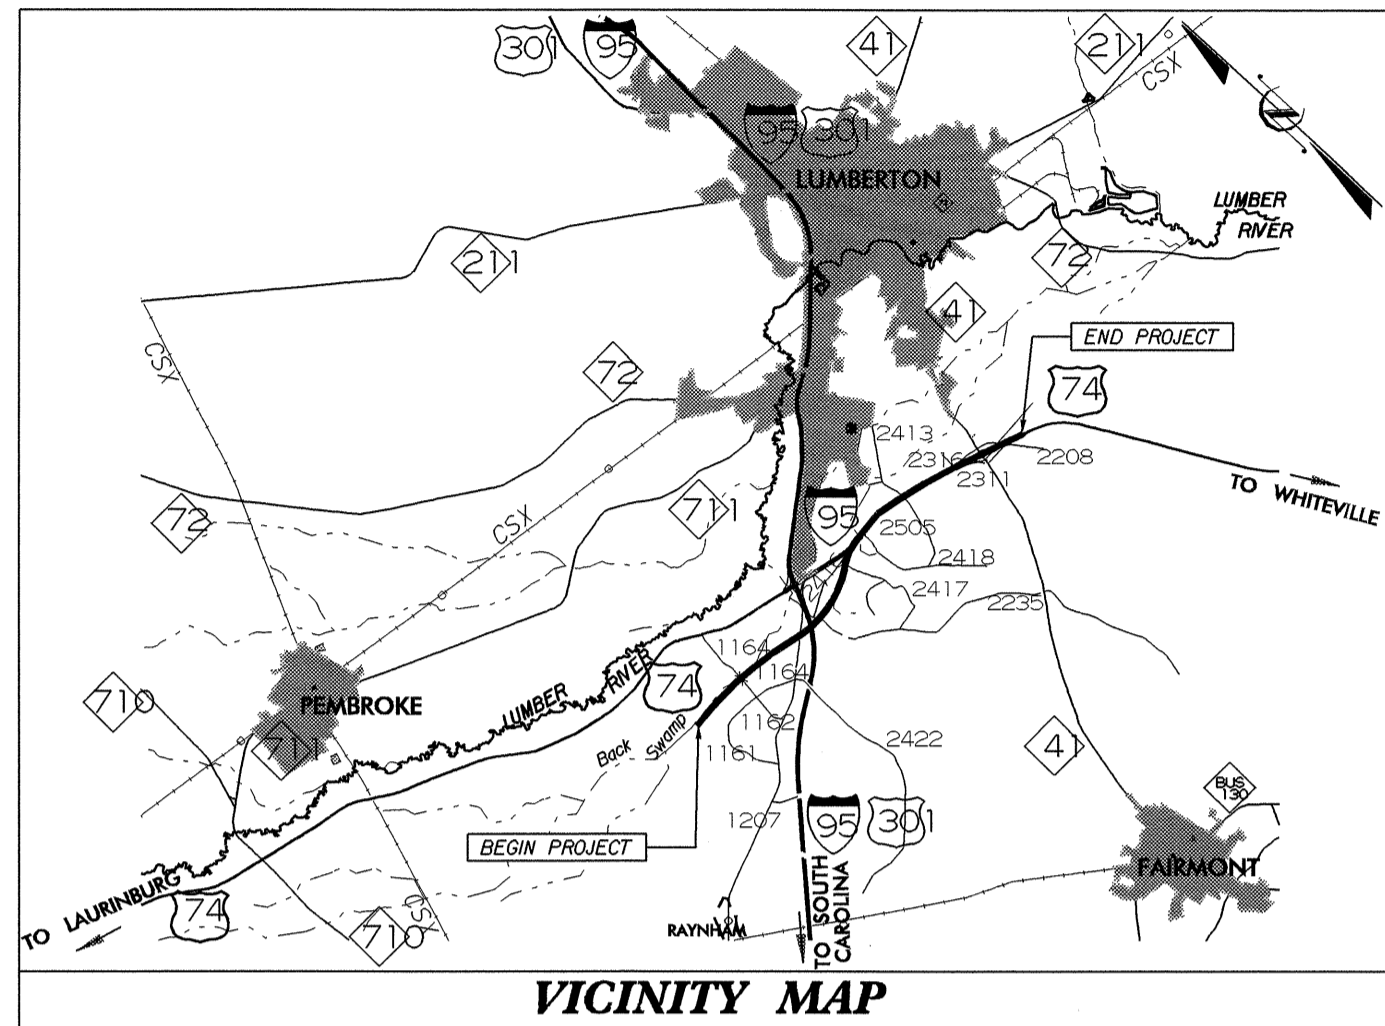 301
95
41
211
CSX
95
301
LUMBERTON
LUMBER
RIVER
211
72
41
END PROJECT
CSX
72
74
2413
2316
2208
2311
TO WHITEVILLE
72
CSX
711
95
2505
2418
2417
2235
1164
1164
LUMBER
RIVER
74
710
PEMBROKE
711
Back Swamp
1162
1161
2422
41
BUS
130
1207
95
301
BEGIN PROJECT
FAIRMONT
TO LAURINBURG
74
CSX
710
RAYNHAM
TO SOUTH
CAROLINA
VICINITY MAP